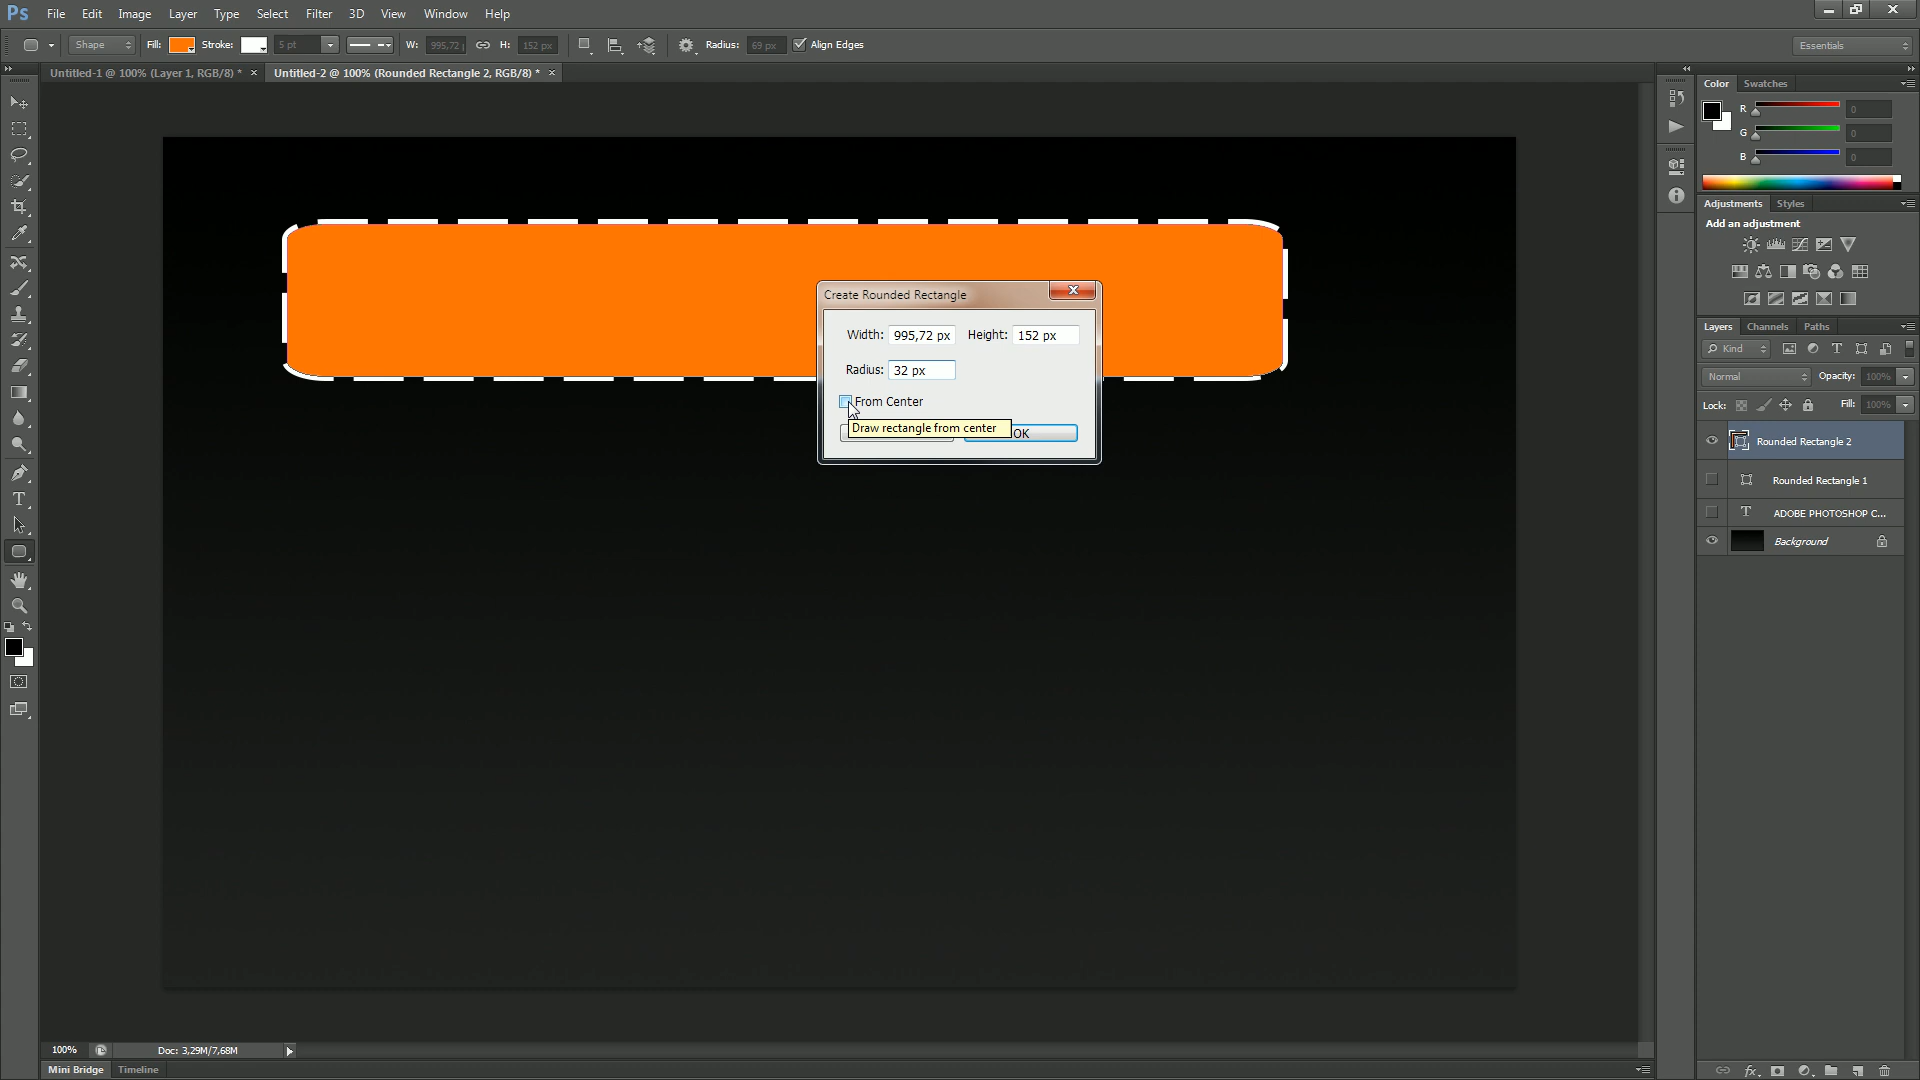 Ps File Edit Image Layer Type Select Filter 3D View Window Help
Shape Fill: Stroke: 5 pt W: 995,72 p H: 152 px Radius: 69 px Align Edges Essentials
Untitled-1 @ 100% (Layer 1, RGB/8) * × Untitled-2 @ 100% (Rounded Rectangle 2, RGB/8) * ×
Color Swatches
R 0
G 0
B 0
Adjustments Styles
Add an adjustment
Create Rounded Rectangle
Width: 995,72 px Height: 152 px
Radius: 32 px
From Center
Draw rectangle from center
OK
Layers Channels Paths
Kind
Normal Opacity: 100%
Lock: Fill: 100%
Rounded Rectangle 2
Rounded Rectangle 1
ADOBE PHOTOSHOP C...
Background
100% Doc: 3,29M/7,68M
Mini Bridge Timeline